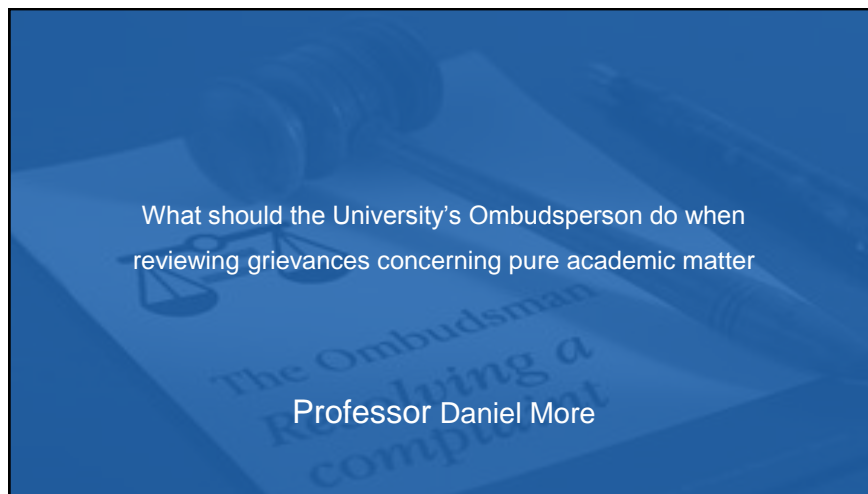 What should the University's Ombudsperson do when
reviewing grievances concerning pure academic matter
The Ombudsman
Resolving a
complaint
Professor Daniel More